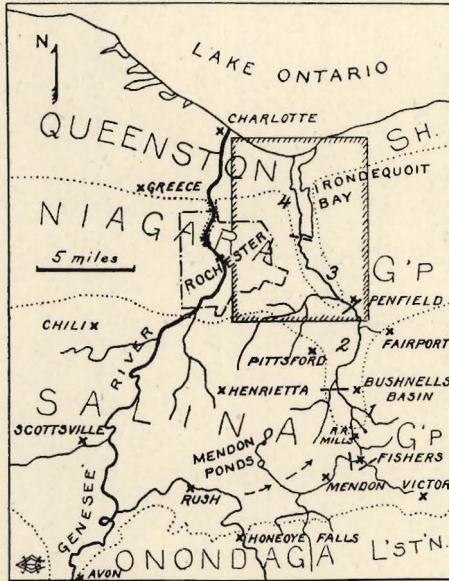 N
LAKE ONTARIO
CHARLOTTE
QUEENSTON SH.
GREECE
IRONDEQUOIT
BAY
4
NIAGARA G'P
ROCHESTER
5 miles
3
PENFIELD
CHILI
2
FAIRPORT
PITTSFORD
RIVER
HENRIETTA
BUSHNELLS
BASIN
SALINA G'P
1
SCOTTSVILLE
MENDON
PONDS
R.R.
MILLS
FISHERS
GENESEE
RUSH
MENDON
VICTOR
HONEOYE FALLS
ONONDAGA L'ST'N.
AVON